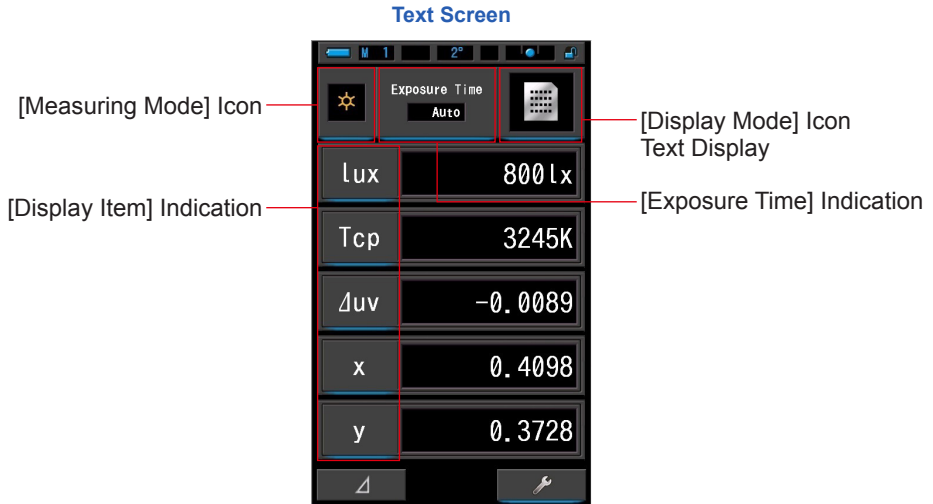 Text Screen
M 1 2°
Exposure Time
Auto
[Measuring Mode] Icon
[Display Mode] Icon
Text Display
[Display Item] Indication
[Exposure Time] Indication
lux 800lx
Tcp 3245K
⊿uv -0.0089
x 0.4098
y 0.3728
⊿